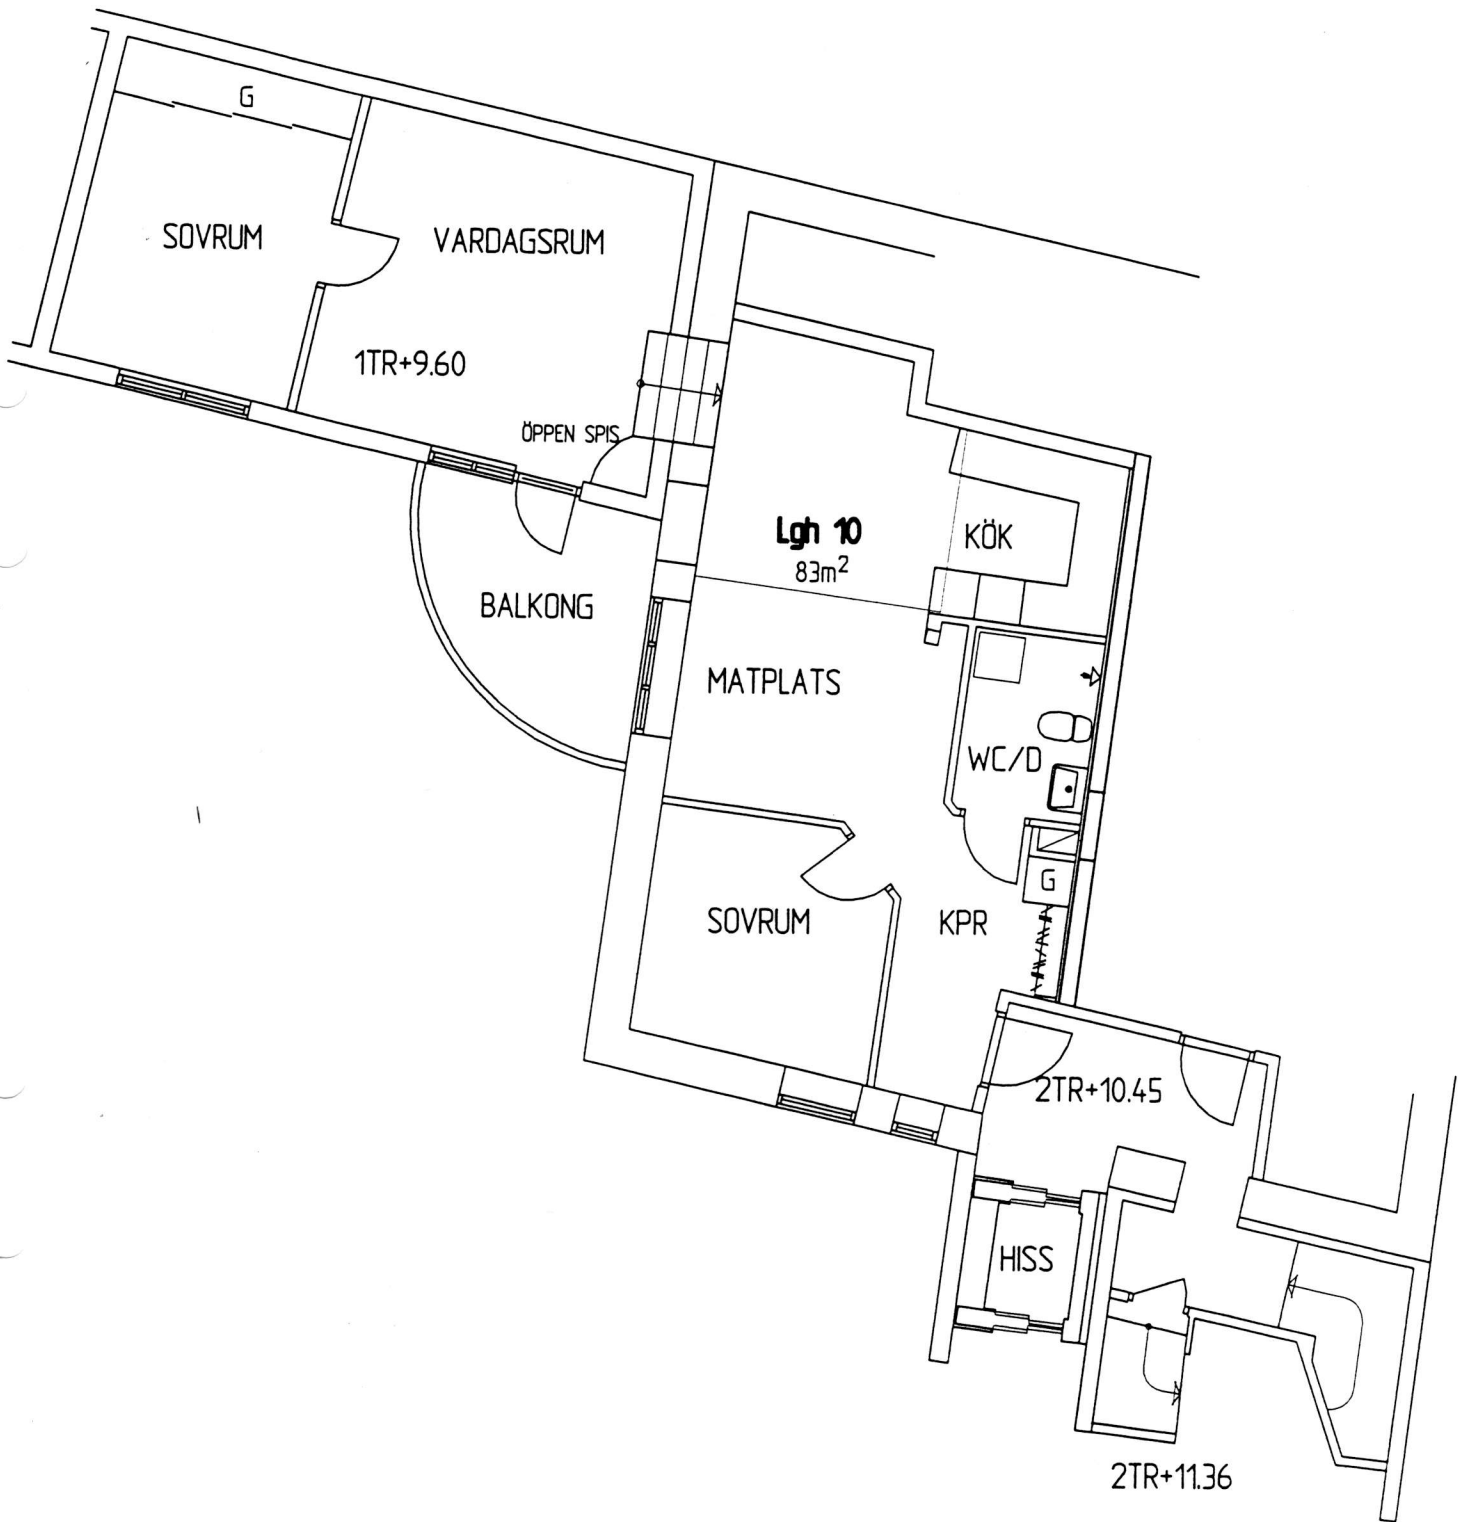 G
SOVRUM
VARDAGSRUM
1TR+9.60
ÖPPEN SPIS
Lgh 10
83m²
KÖK
BALKONG
MATPLATS
WC/D
G
SOVRUM
KPR
2TR+10.45
HISS
2TR+11.36